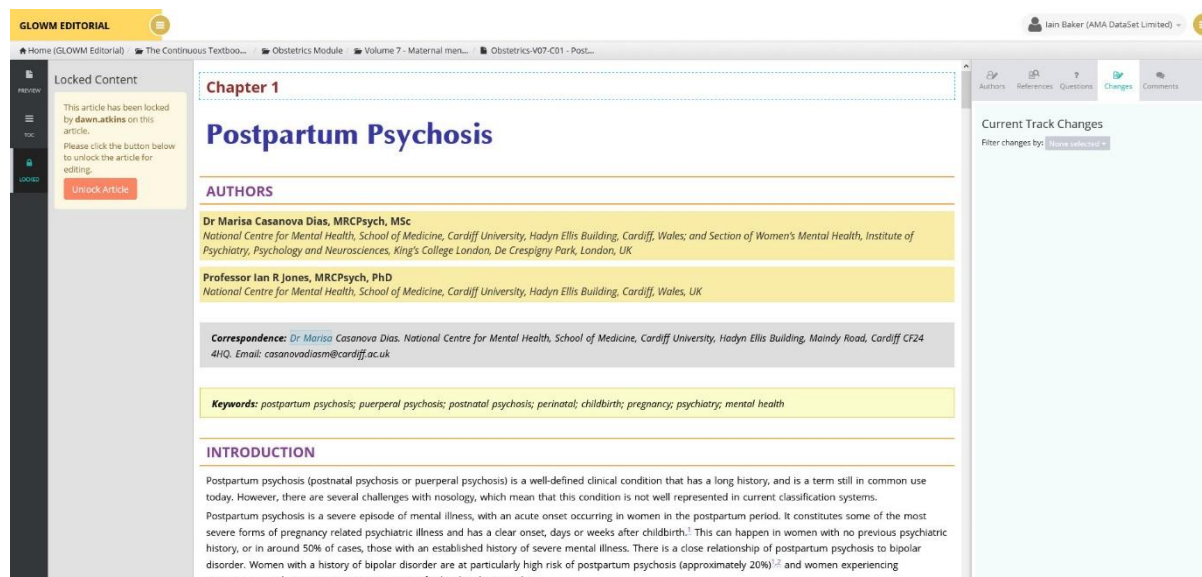 GLOWM EDITORIAL
Iain Baker (AMA DataSet Limited)
Home (GLOWM Editorial) / The Continuous Textboo... / Obstetrics Module / Volume 7 - Maternal men... / Obstetrics-V07-C01 - Post...
PREVIEW
TOC
LOCKED
Locked Content
This article has been locked
by dawn.atkins on this
article.
Please click the button below
to unlock the article for
editing.
Unlock Article
Chapter 1
Postpartum Psychosis
AUTHORS
Dr Marisa Casanova Dias, MRCPsych, MSc
National Centre for Mental Health, School of Medicine, Cardiff University, Hadyn Ellis Building, Cardiff, Wales; and Section of Women's Mental Health, Institute of
Psychiatry, Psychology and Neurosciences, King's College London, De Crespigny Park, London, UK
Professor Ian R Jones, MRCPsych, PhD
National Centre for Mental Health, School of Medicine, Cardiff University, Hadyn Ellis Building, Cardiff, Wales, UK
Correspondence: Dr Marisa Casanova Dias. National Centre for Mental Health, School of Medicine, Cardiff University, Hadyn Ellis Building, Maindy Road, Cardiff CF24
4HQ. Email: casanovadiasm@cardiff.ac.uk
Keywords: postpartum psychosis; puerperal psychosis; postnatal psychosis; perinatal; childbirth; pregnancy; psychiatry; mental health
INTRODUCTION
Postpartum psychosis (postnatal psychosis or puerperal psychosis) is a well-defined clinical condition that has a long history, and is a term still in common use
today. However, there are several challenges with nosology, which mean that this condition is not well represented in current classification systems.
Postpartum psychosis is a severe episode of mental illness, with an acute onset occurring in women in the postpartum period. It constitutes some of the most
severe forms of pregnancy related psychiatric illness and has a clear onset, days or weeks after childbirth.1 This can happen in women with no previous psychiatric
history, or in around 50% of cases, those with an established history of severe mental illness. There is a close relationship of postpartum psychosis to bipolar
disorder. Women with a history of bipolar disorder are at particularly high risk of postpartum psychosis (approximately 20%)1,2 and women experiencing
Authors
References
Questions
Changes
Comments
Current Track Changes
Filter changes by: None selected